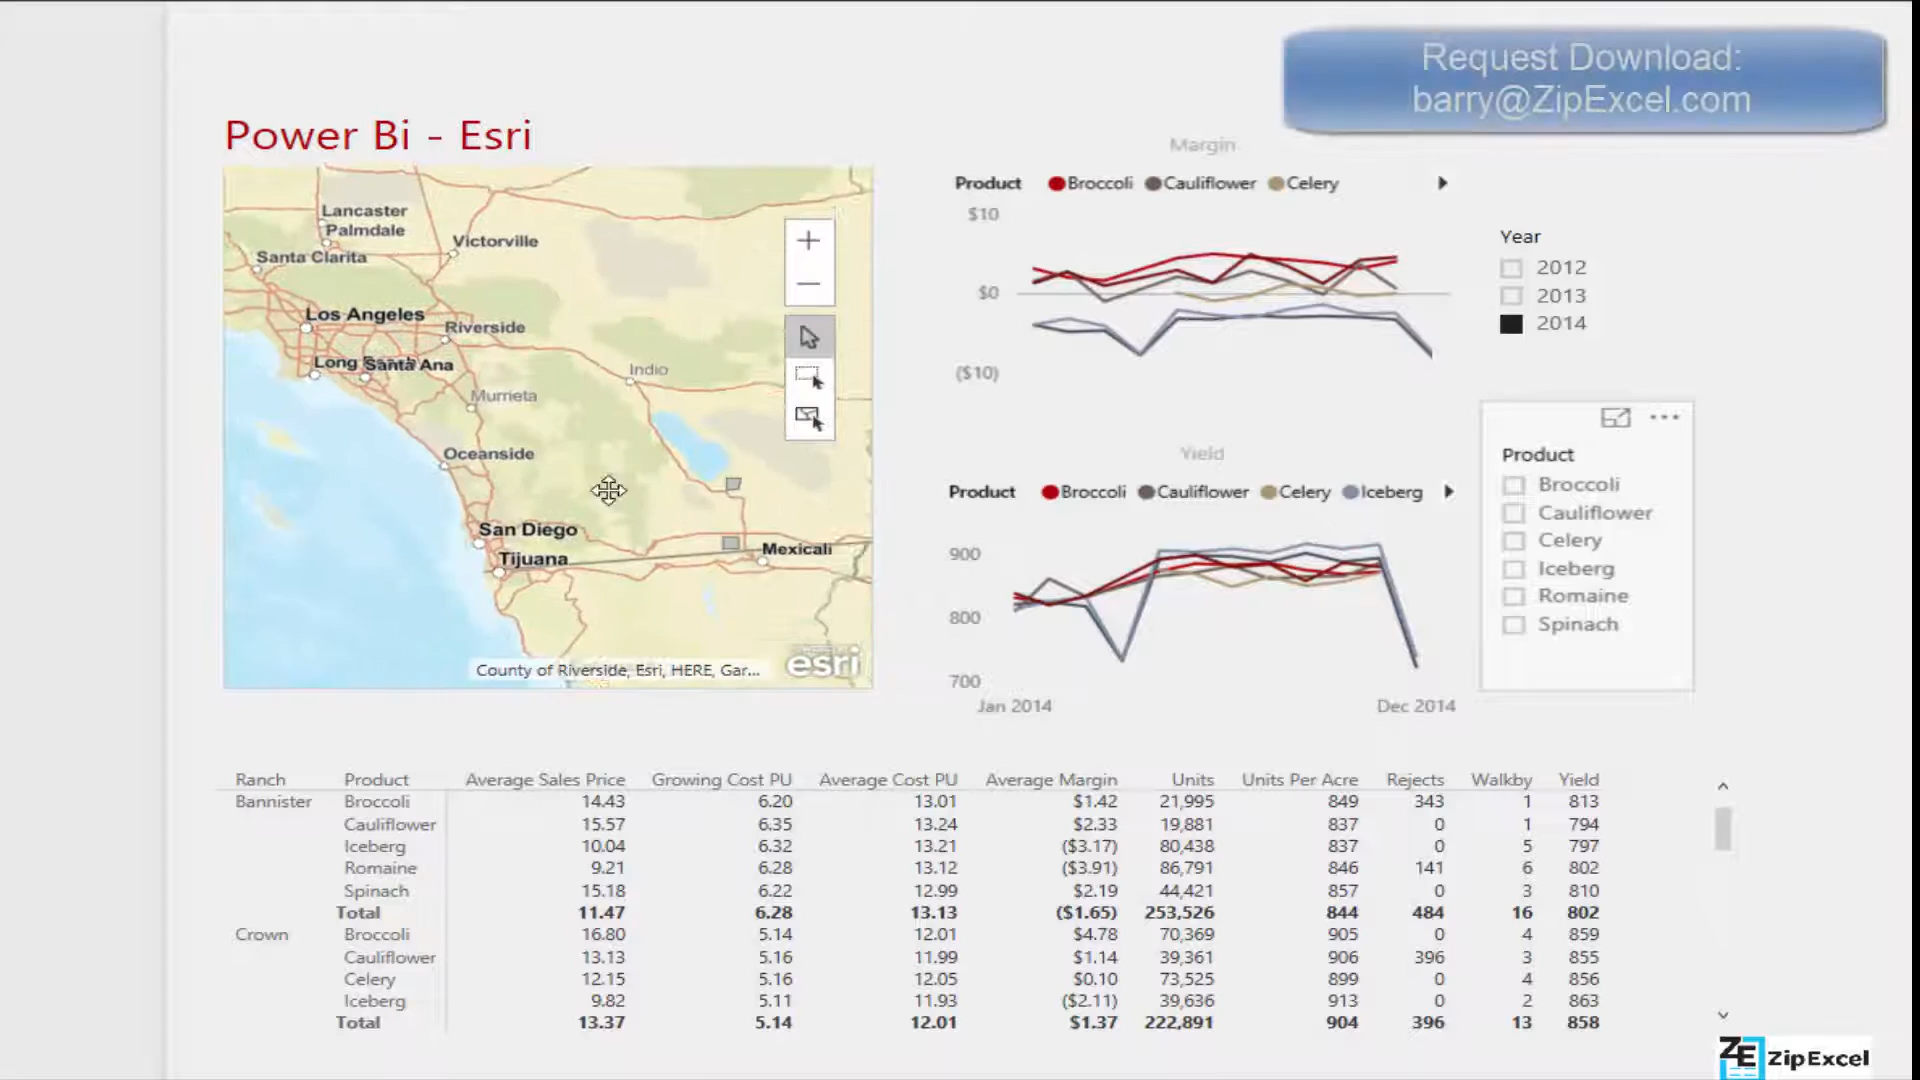 Request Download:
barry@ZipExcel.com
Power Bi - Esri
Lancaster
Palmdale
Victorville
Santa Clarita
Los Angeles
Riverside
Long
Santa Ana
Indio
Murrieta
Oceanside
San Diego
Mexicali
Tijuana
County of Riverside, Esri, HERE, Gar...
esri
Margin
Product Broccoli Cauliflower Celery
$10
$0
($10)
Year
2012
2013
2014
Yield
Product Broccoli Cauliflower Celery Iceberg
900
800
700
Jan 2014 Dec 2014
Product
Broccoli
Cauliflower
Celery
Iceberg
Romaine
Spinach
Ranch Product Average Sales Price Growing Cost PU Average Cost PU Average Margin Units Units Per Acre Rejects Walkby Yield
Bannister Broccoli 14.43 6.20 13.01 $1.42 21,995 849 343 1 813
Cauliflower 15.57 6.35 13.24 $2.33 19,881 837 0 1 794
Iceberg 10.04 6.32 13.21 ($3.17) 80,438 837 0 5 797
Romaine 9.21 6.28 13.12 ($3.91) 86,791 846 141 6 802
Spinach 15.18 6.22 12.99 $2.19 44,421 857 0 3 810
Total 11.47 6.28 13.13 ($1.65) 253,526 844 484 16 802
Crown Broccoli 16.80 5.14 12.01 $4.78 70,369 905 0 4 859
Cauliflower 13.13 5.16 11.99 $1.14 39,361 906 396 3 855
Celery 12.15 5.16 12.05 $0.10 73,525 899 0 4 856
Iceberg 9.82 5.11 11.93 ($2.11) 39,636 913 0 2 863
Total 13.37 5.14 12.01 $1.37 222,891 904 396 13 858
ZE ZipExcel